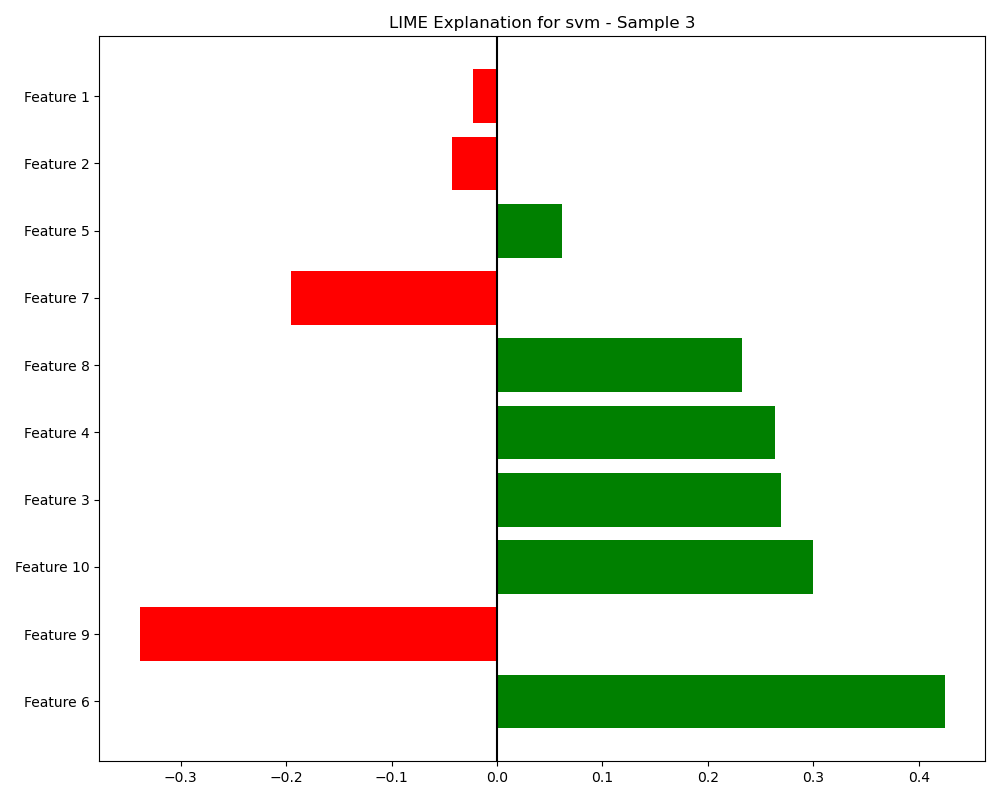 LIME Explanation for svm - Sample 3
Feature 1
Feature 2
Feature 5
Feature 7
Feature 8
Feature 4
Feature 3
Feature 10
Feature 9
Feature 6
−0.3 −0.2 −0.1 0.0 0.1 0.2 0.3 0.4